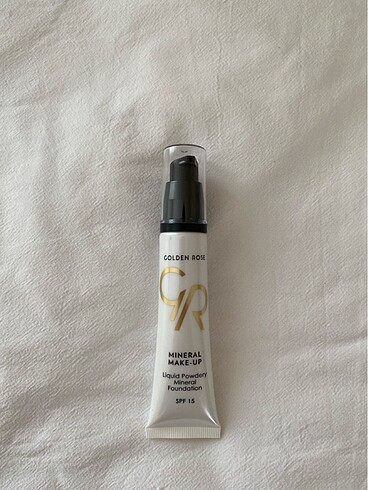 GOLDEN ROSE
GR
MINERAL
MAKE-UP
Liquid Powdery
Mineral
Foundation
SPF 15